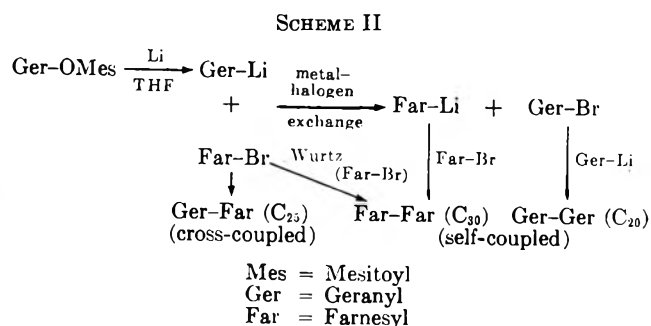 SCHEME II
Ger–OMes Li THF Ger–Li
+ metal–halogen exchange Far–Li + Ger–Br
Far–Br Wurtz (Far–Br) Far–Br Ger–Li
Ger–Far (C₂₅) Far–Far (C₃₀) Ger–Ger (C₂₀)
(cross-coupled) (self-coupled)
Mes = Mesitoyl
Ger = Geranyl
Far = Farnesyl